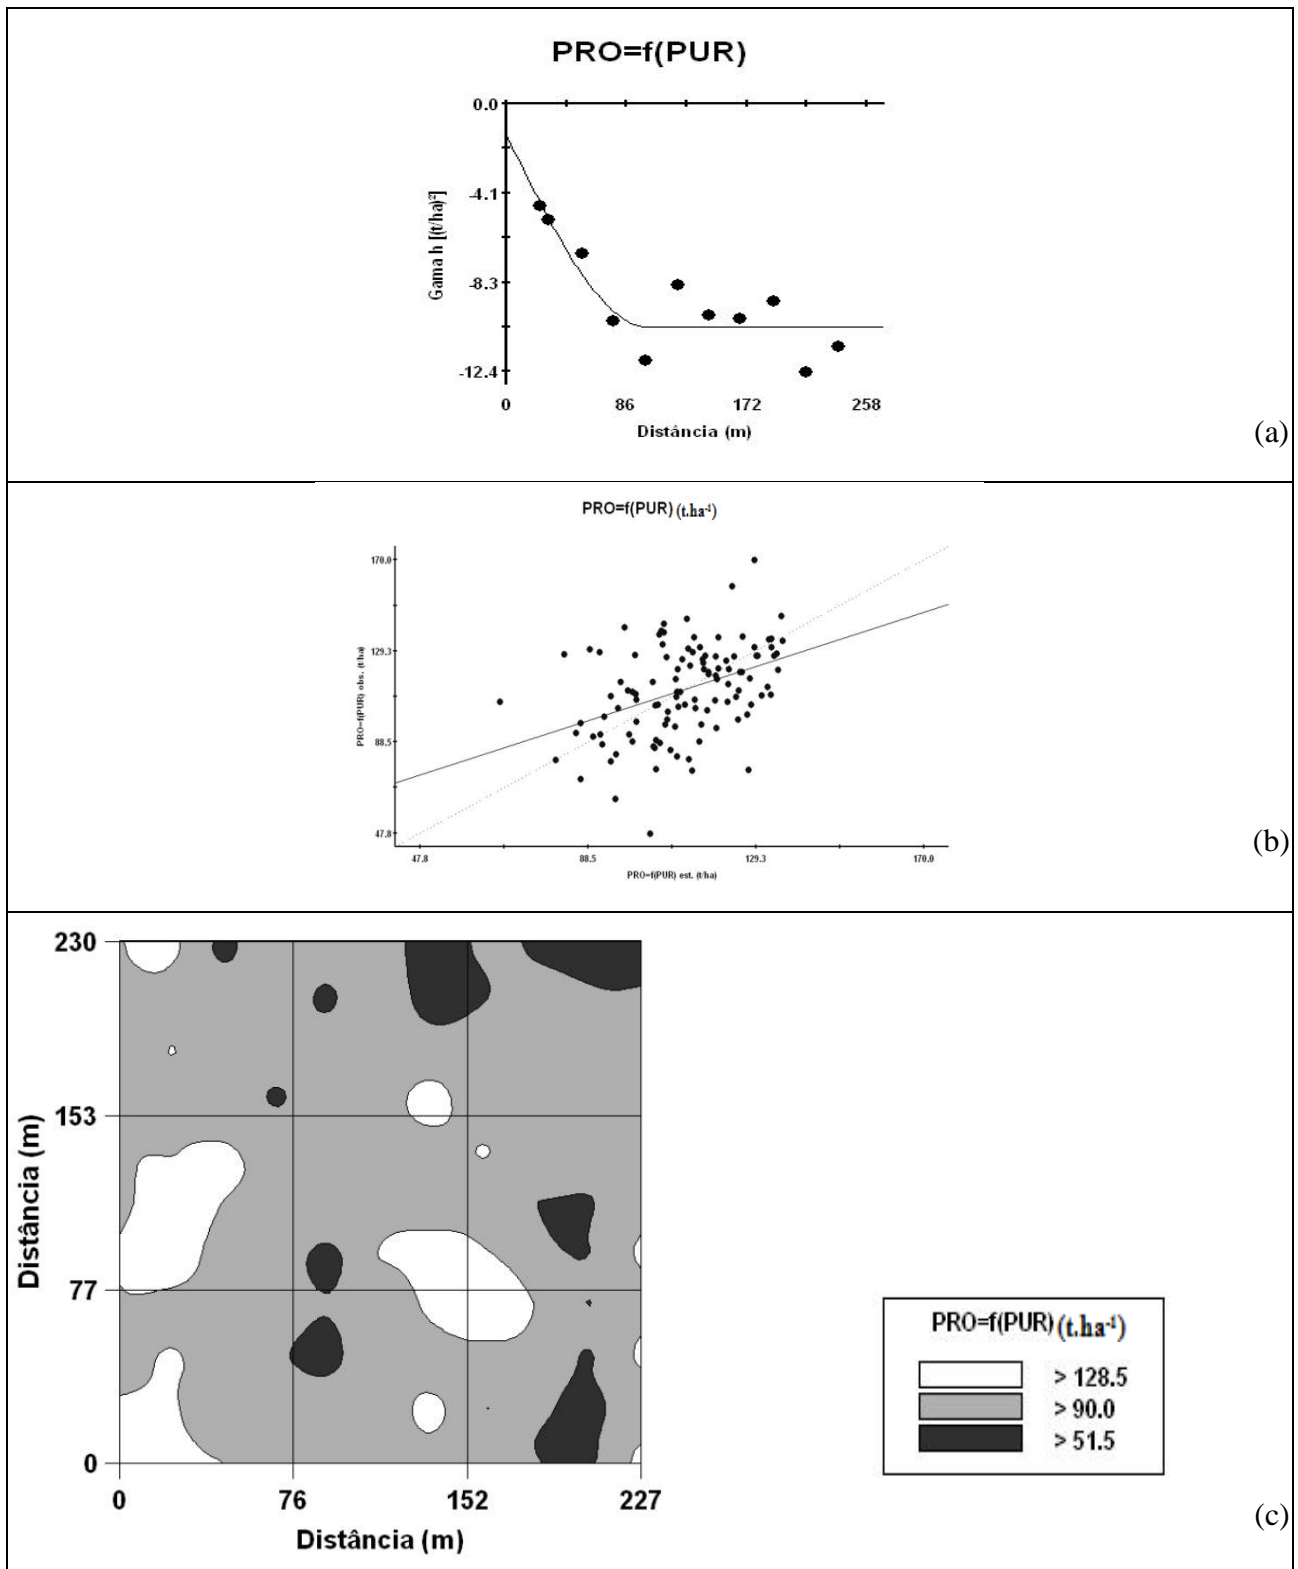 PRO=f(PUR)
0.0
-4.1
-8.3
-12.4
Gama h [(t/ha)²]
0 86 172 258
Distância (m)
(a)
PRO=f(PUR) (t.ha⁻¹)
170.0
129.3
88.5
47.8
PRO=f(PUR) obs. (t/ha)
47.8 88.5 129.3 170.0
PRO=f(PUR) est. (t/ha)
(b)
230
153
77
0
Distância (m)
0 76 152 227
Distância (m)
PRO=f(PUR) (t.ha⁻¹)
> 128.5
> 90.0
> 51.5
(c)